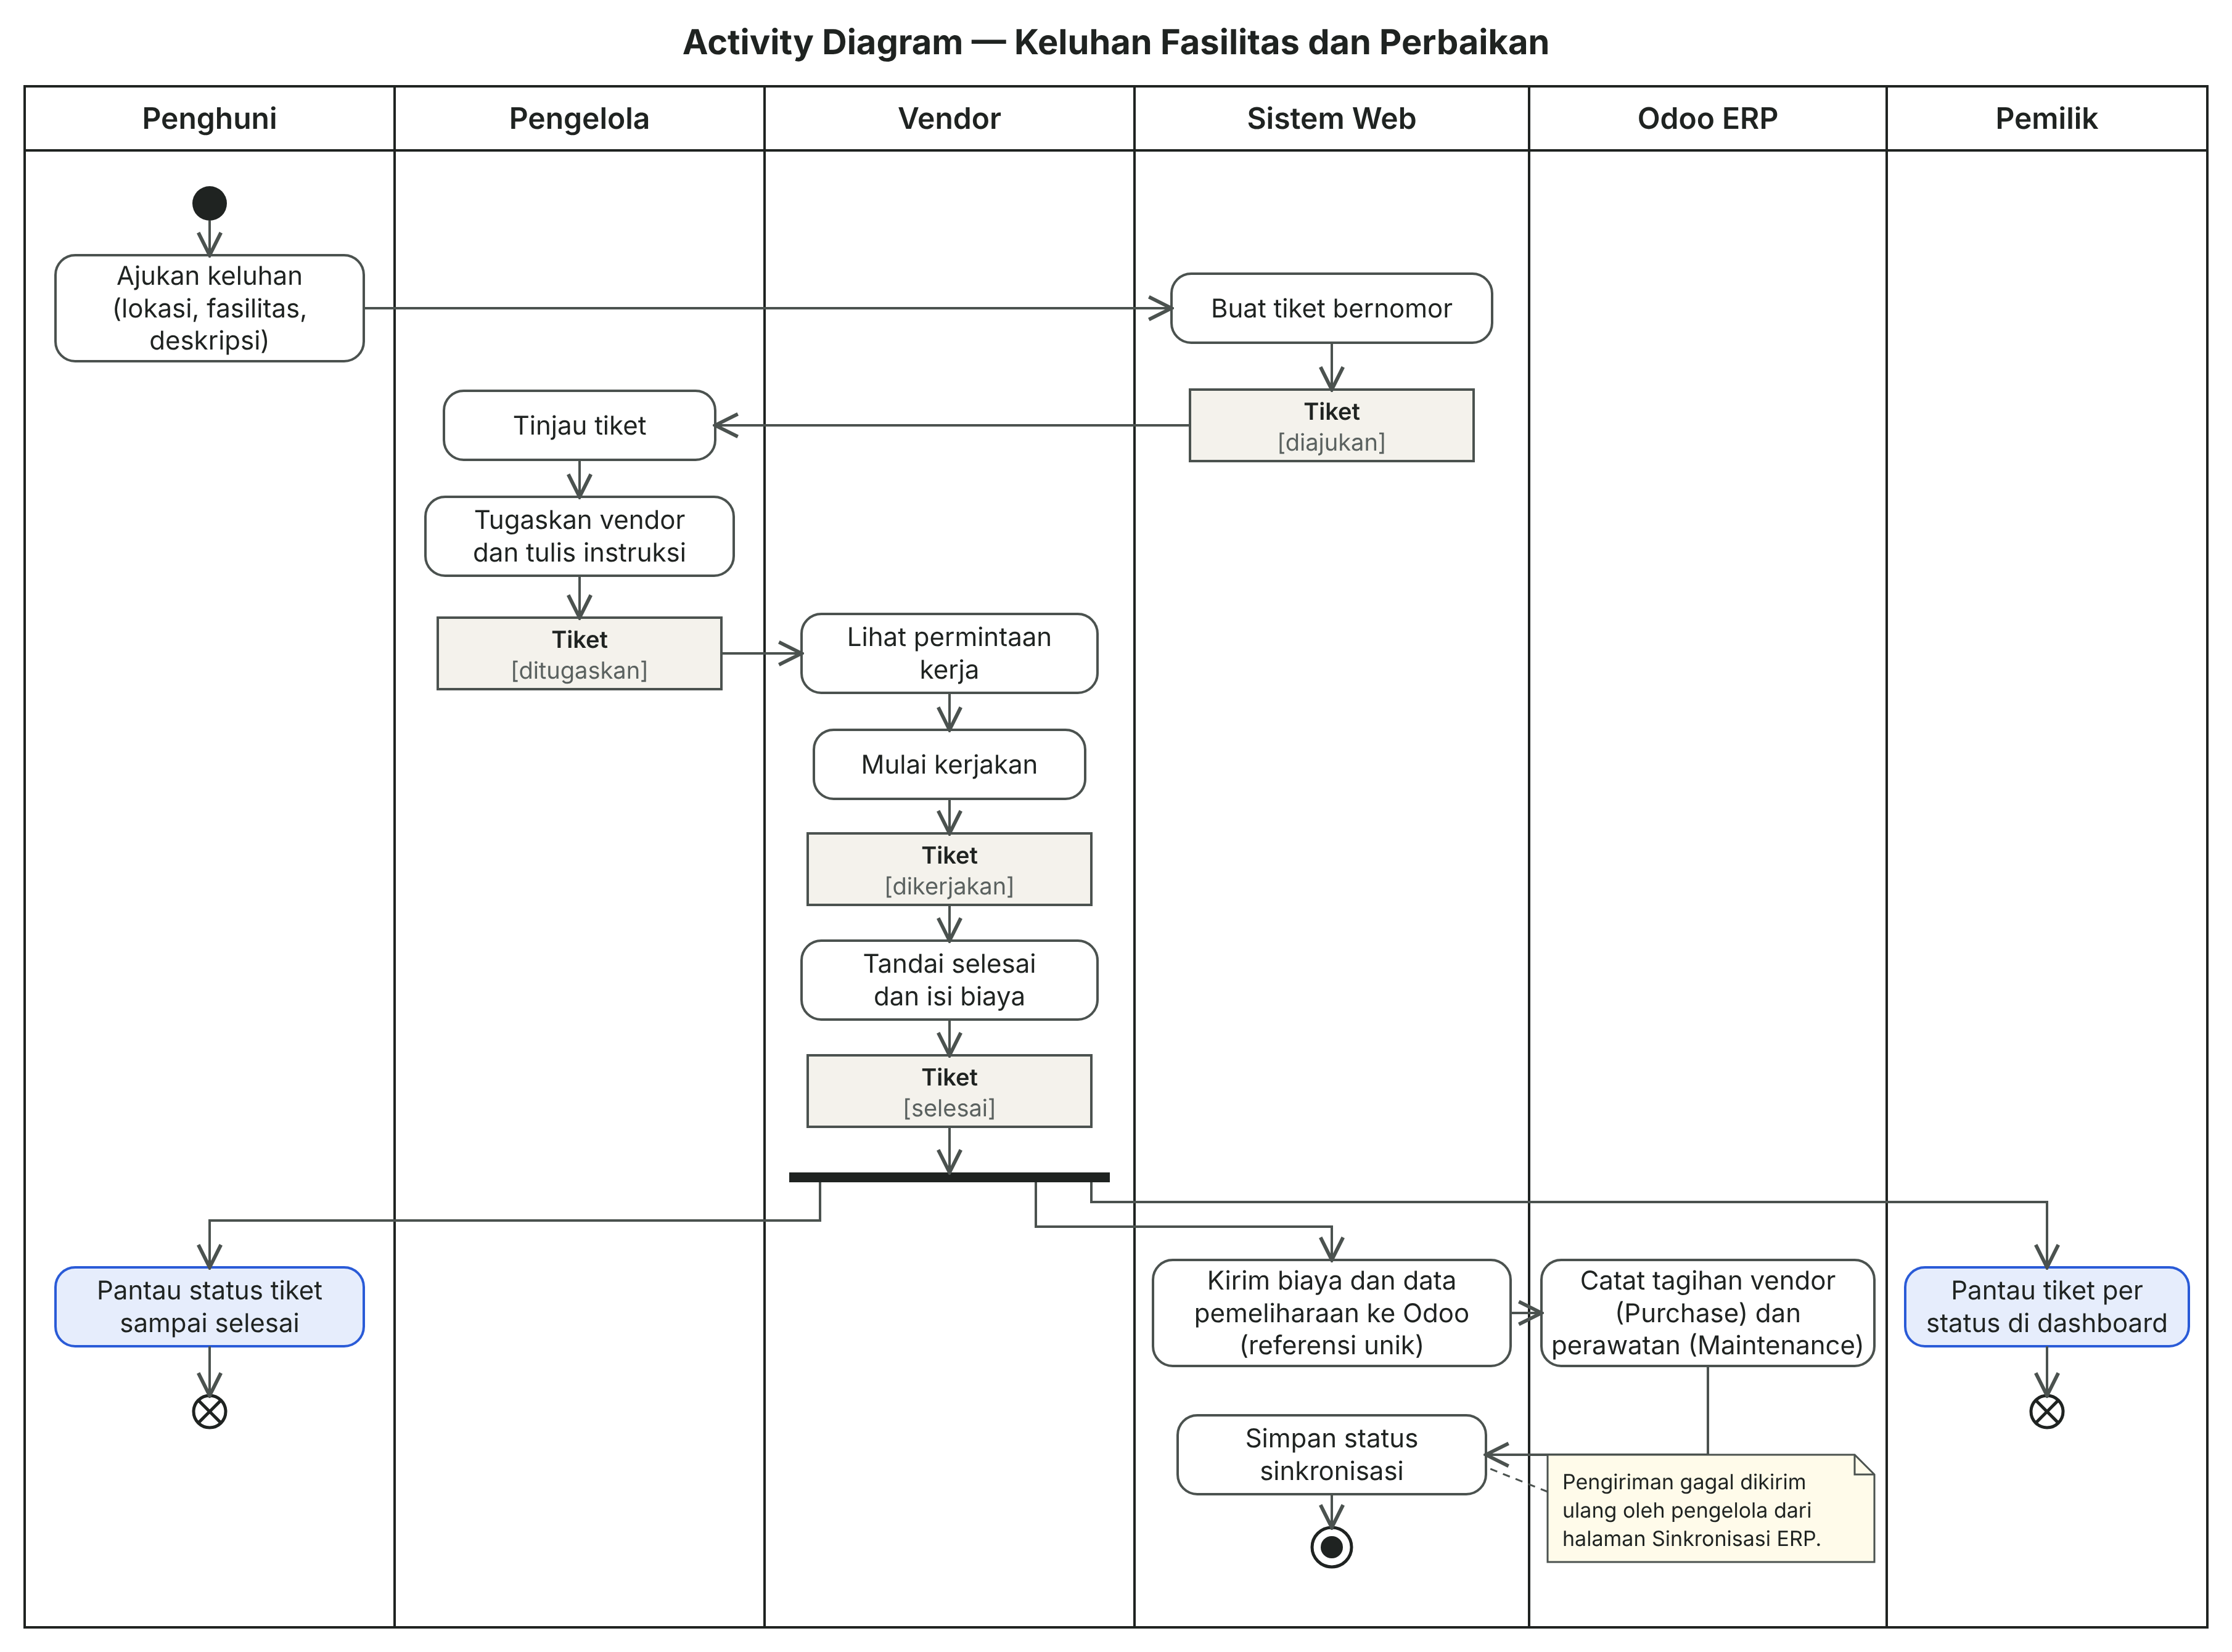 Activity Diagram — Keluhan Fasilitas dan Perbaikan
Penghuni
Pengelola
Vendor
Sistem Web
Odoo ERP
Pemilik
Ajukan keluhan
(lokasi, fasilitas,
deskripsi)
Buat tiket bernomor
Tiket
[diajukan]
Tinjau tiket
Tugaskan vendor
dan tulis instruksi
Tiket
[ditugaskan]
Lihat permintaan
kerja
Mulai kerjakan
Tiket
[dikerjakan]
Tandai selesai
dan isi biaya
Tiket
[selesai]
Pantau status tiket
sampai selesai
Kirim biaya dan data
pemeliharaan ke Odoo
(referensi unik)
Catat tagihan vendor
(Purchase) dan
perawatan (Maintenance)
Pantau tiket per
status di dashboard
Simpan status
sinkronisasi
Pengiriman gagal dikirim
ulang oleh pengelola dari
halaman Sinkronisasi ERP.